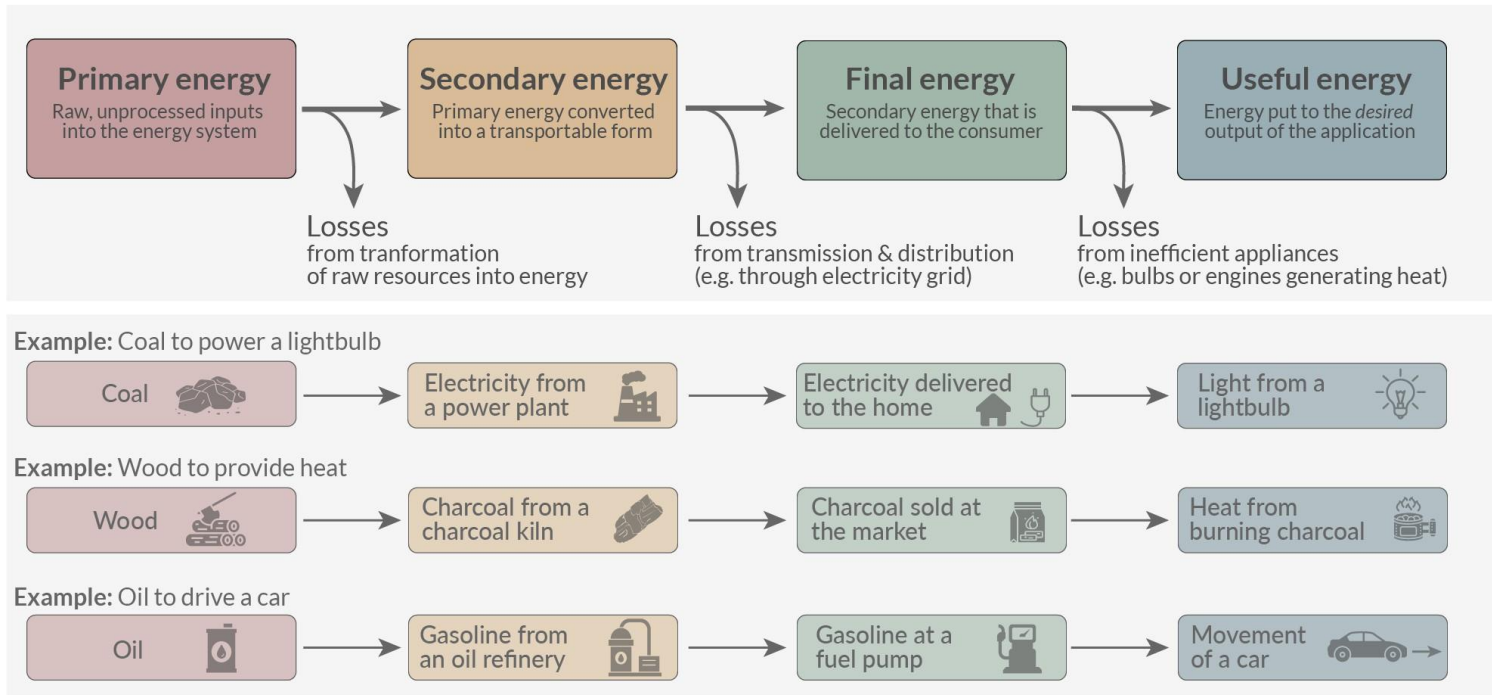 Primary energy
Raw, unprocessed inputs
into the energy system
Secondary energy
Primary energy converted
into a transportable form
Final energy
Secondary energy that is
delivered to the consumer
Useful energy
Energy put to the desired
output of the application
Losses
from tranformation
of raw resources into energy
Losses
from transmission & distribution
(e.g. through electricity grid)
Losses
from inefficient appliances
(e.g. bulbs or engines generating heat)
Example: Coal to power a lightbulb
Coal
Electricity from
a power plant
Electricity delivered
to the home
Light from a
lightbulb
Example: Wood to provide heat
Wood
Charcoal from a
charcoal kiln
Charcoal sold at
the market
Heat from
burning charcoal
Example: Oil to drive a car
Oil
Gasoline from
an oil refinery
Gasoline at a
fuel pump
Movement
of a car